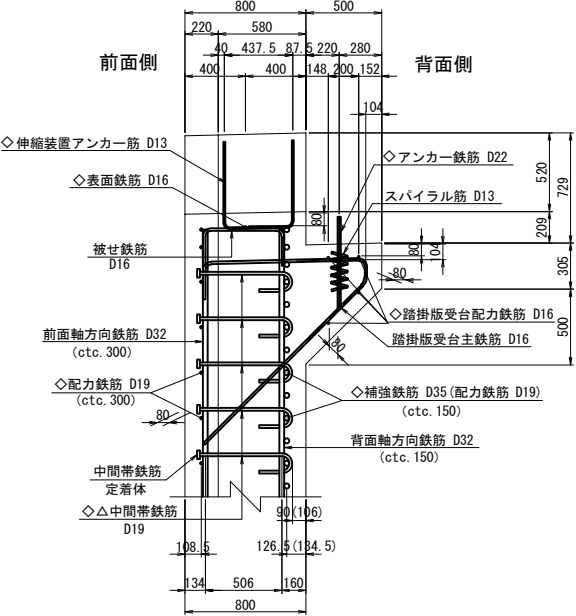 800 500
220 580
40 437.5 87.5 220 280
前面側 背面側
400 400 148 200 152
104
◇伸縮装置アンカー筋 D13
◇アンカー鉄筋 D22
◇表面鉄筋 D16
スパイラル筋 D13
520
729
80
209
被せ鉄筋
D16
80
104
80
305
◇踏掛版受台配力鉄筋 D16
前面軸方向鉄筋 D32
(ctc.300)
踏掛版受台主鉄筋 D16
80
500
◇配力鉄筋 D19
(ctc.300)
◇補強鉄筋 D35(配力鉄筋 D19)
(ctc.150)
80
背面軸方向鉄筋 D32
(ctc.150)
中間帯鉄筋
定着体
◇△中間帯鉄筋
D19
90(106)
108.5 126.5(134.5)
134 506 160
800